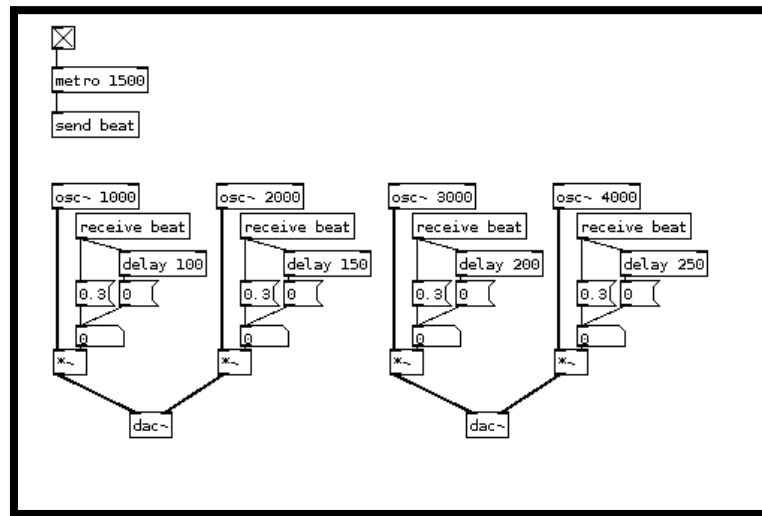 metro 1500
send beat
osc~ 1000 osc~ 2000 osc~ 3000 osc~ 4000
receive beat receive beat receive beat receive beat
delay 100 delay 150 delay 200 delay 250
0.3 0 0.3 0 0.3 0 0.3 0
0 0 0 0
*~ *~ *~ *~
dac~ dac~